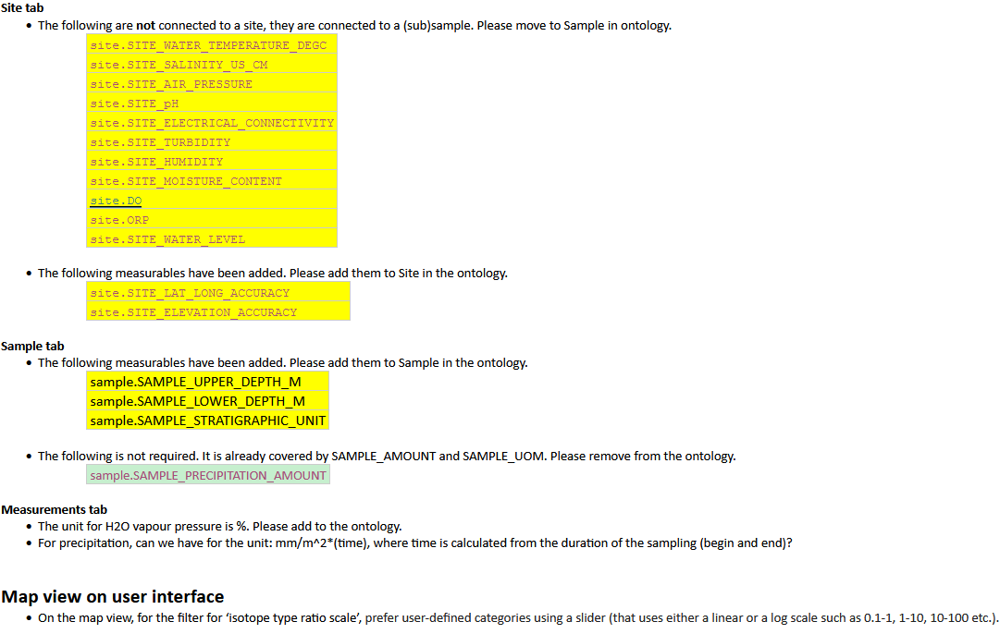 Site tab
• The following are not connected to a site, they are connected to a (sub)sample. Please move to Sample in ontology.
site.SITE_WATER_TEMPERATURE_DEGC
site.SITE_SALINITY_US_CM
site.SITE_AIR_PRESSURE
site.SITE_pH
site.SITE_ELECTRICAL_CONNECTIVITY
site.SITE_TURBIDITY
site.SITE_HUMIDITY
site.SITE_MOISTURE_CONTENT
site.DO
site.ORP
site.SITE_WATER_LEVEL
• The following measurables have been added. Please add them to Site in the ontology.
site.SITE_LAT_LONG_ACCURACY
site.SITE_ELEVATION_ACCURACY
Sample tab
• The following measurables have been added. Please add them to Sample in the ontology.
sample.SAMPLE_UPPER_DEPTH_M
sample.SAMPLE_LOWER_DEPTH_M
sample.SAMPLE_STRATIGRAPHIC_UNIT
• The following is not required. It is already covered by SAMPLE_AMOUNT and SAMPLE_UOM. Please remove from the ontology.
sample.SAMPLE_PRECIPITATION_AMOUNT
Measurements tab
• The unit for H2O vapour pressure is %. Please add to the ontology.
• For precipitation, can we have for the unit: mm/m^2*(time), where time is calculated from the duration of the sampling (begin and end)?
Map view on user interface
• On the map view, for the filter for ‘isotope type ratio scale’, prefer user-defined categories using a slider (that uses either a linear or a log scale such as 0.1-1, 1-10, 10-100 etc.).